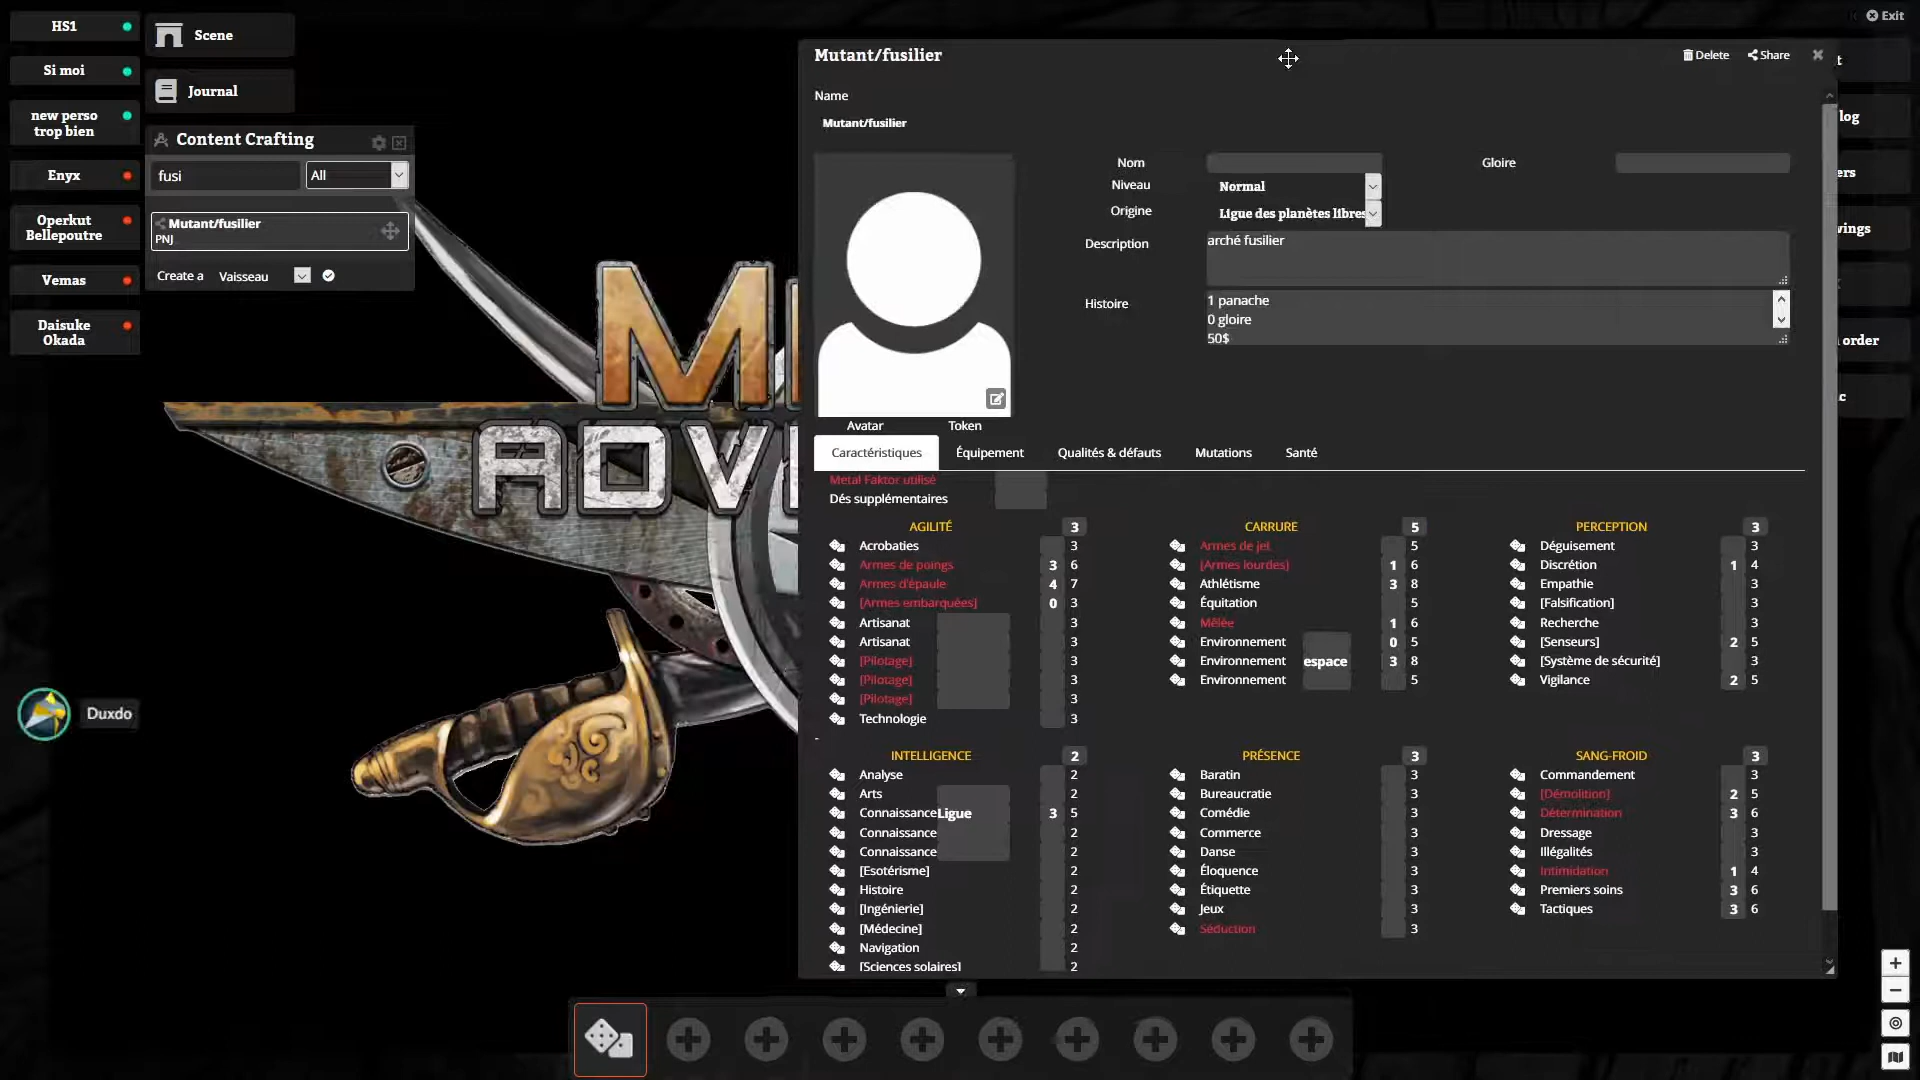 HS1
Si moi
new perso
trop bien
Enyx
Operkut
Bellepoutre
Vemas
Daisuke
Okada
Scene
Journal
Content Crafting
fusi
All
Mutant/fusilier
PNJ
Create a
Vaisseau
Duxdo
ADV
Exit
log
ers
order
Mutant/fusilier
Delete
Share
Name
Mutant/fusilier
Nom
Gloire
Niveau
Normal
Origine
Ligue des planètes libres
Description
arché fusilier
Histoire
1 panache
0 gloire
50$
Avatar
Token
Caractéristiques
Équipement
Qualités & défauts
Mutations
Santé
Métal Faktor utilisé
Dés supplémentaires
AGILITÉ 3
Acrobaties 3
Armes de poings 3 6
Armes d'épaule 4 7
[Armes embarquées] 0 3
Artisanat 3
Artisanat 3
[Pilotage] 3
[Pilotage] 3
[Pilotage] 3
Technologie 3
CARRURE 5
Armes de jet 5
[Armes lourdes] 1 6
Athlétisme 3 8
Équitation 5
Mêlée 1 6
Environnement 0 5
Environnement espace 3 8
Environnement 5
PERCEPTION 3
Déguisement 3
Discrétion 1 4
Empathie 3
[Falsification] 3
Recherche 3
[Senseurs] 2 5
[Système de sécurité] 3
Vigilance 2 5
-
INTELLIGENCE 2
Analyse 2
Arts 2
Connaissance Ligue 3 5
Connaissance 2
Connaissance 2
[Esotérisme] 2
Histoire 2
[Ingénierie] 2
[Médecine] 2
Navigation 2
[Sciences solaires] 2
PRÉSENCE 3
Baratin 3
Bureaucratie 3
Comédie 3
Commerce 3
Danse 3
Éloquence 3
Étiquette 3
Jeux 3
Séduction 3
SANG-FROID 3
Commandement 3
[Démolition] 2 5
Détermination 3 6
Dressage 3
Illégalités 3
Intimidation 1 4
Premiers soins 3 6
Tactiques 3 6